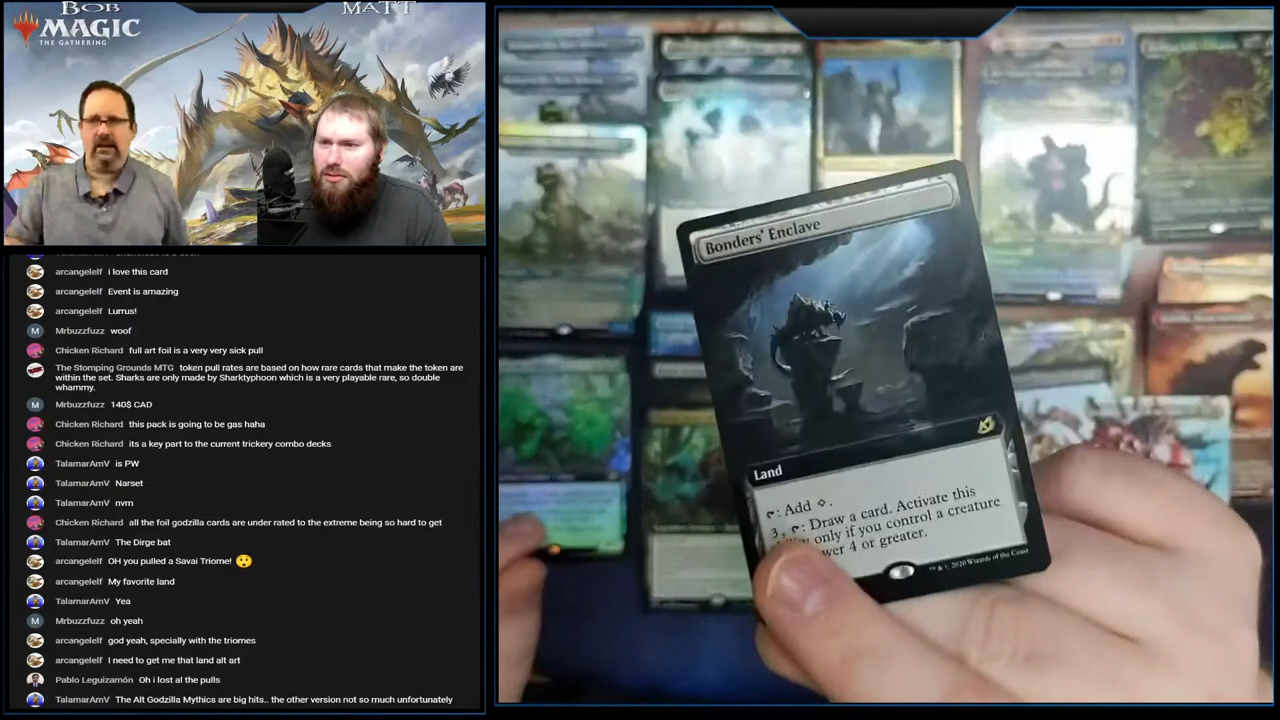 BOB
MATT
MAGIC
THE GATHERING
arcangelelf i love this card
arcangelelf Event is amazing
arcangelelf Lurrus!
M Mrbuzzfuzz woof
Chicken Richard full art foil is a very very sick pull
The Stomping Grounds MTG token pull rates are based on how rare cards that make the token are
within the set. Sharks are only made by Sharktyphoon which is a very playable rare, so double
whammy.
M Mrbuzzfuzz 140$ CAD
Chicken Richard this pack is going to be gas haha
Chicken Richard its a key part to the current trickery combo decks
TalamarAmV is PW
TalamarAmV Narset
TalamarAmV nvm
Chicken Richard all the foil godzilla cards are under rated to the extreme being so hard to get
TalamarAmV The Dirge bat
arcangelelf OH you pulled a Savai Triome! 😲
arcangelelf My favorite land
TalamarAmV Yea
M Mrbuzzfuzz oh yeah
arcangelelf god yeah, specially with the triomes
arcangelelf I need to get me that land alt art
Pablo Leguizamón Oh i lost al the pulls
TalamarAmV The Alt Godzilla Mythics are big hits.. the other version not so much unfortunately
Bonders' Enclave
Land
: Add
3, : Draw a card. Activate this
only if you control a creature
4 or greater.
™ & © 2020 Wizards of the Coast